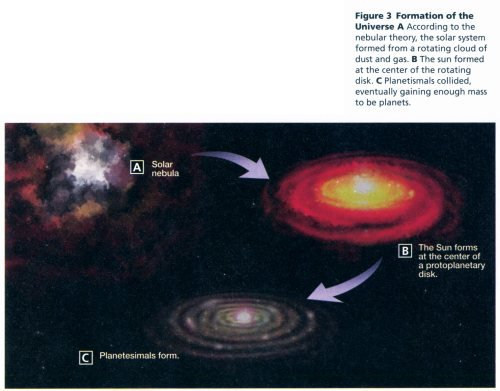 Figure 3 Formation of the
Universe A According to the
nebular theory, the solar system
formed from a rotating cloud of
dust and gas. B The sun formed
at the center of the rotating
disk. C Planetismals collided,
eventually gaining enough mass
to be planets.
A
Solar
nebula
B
The Sun forms
at the center of
a protoplanetary
disk.
C
Planetesimals form.